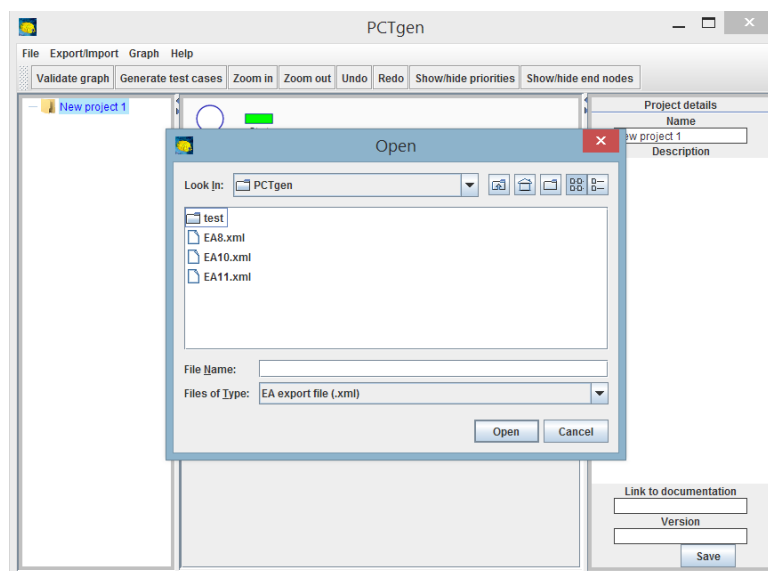 PCTgen
File Export/Import Graph Help
Validate graph Generate test cases Zoom in Zoom out Undo Redo Show/hide priorities Show/hide end nodes
New project 1
Project details
Name
ew project 1
Description
Open
Look In: PCTgen
test
EA8.xml
EA10.xml
EA11.xml
File Name:
Files of Type: EA export file (.xml)
Open Cancel
Link to documentation
Version
Save